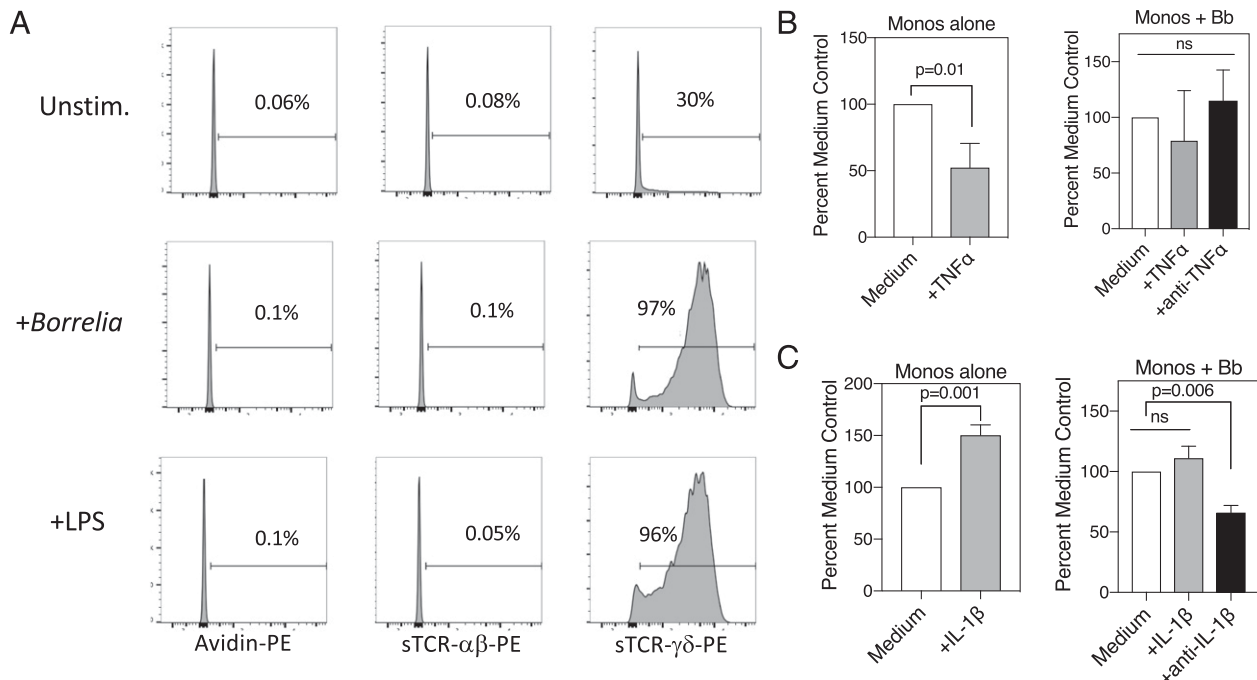 A
Unstim.
0.06%
0.08%
30%
+Borrelia
0.1%
0.1%
97%
+LPS
0.1%
0.05%
96%
Avidin-PE
sTCR-αβ-PE
sTCR-γδ-PE
B
Monos alone
Percent Medium Control
150
100
50
0
p=0.01
Medium
+TNFα
Monos + Bb
Percent Medium Control
150
100
50
0
ns
Medium
+TNFα
+anti-TNFα
C
Monos alone
Percent Medium Control
200
150
100
50
0
p=0.001
Medium
+IL-1β
Monos + Bb
Percent Medium Control
150
100
50
0
p=0.006
ns
Medium
+IL-1β
+anti-IL-1β